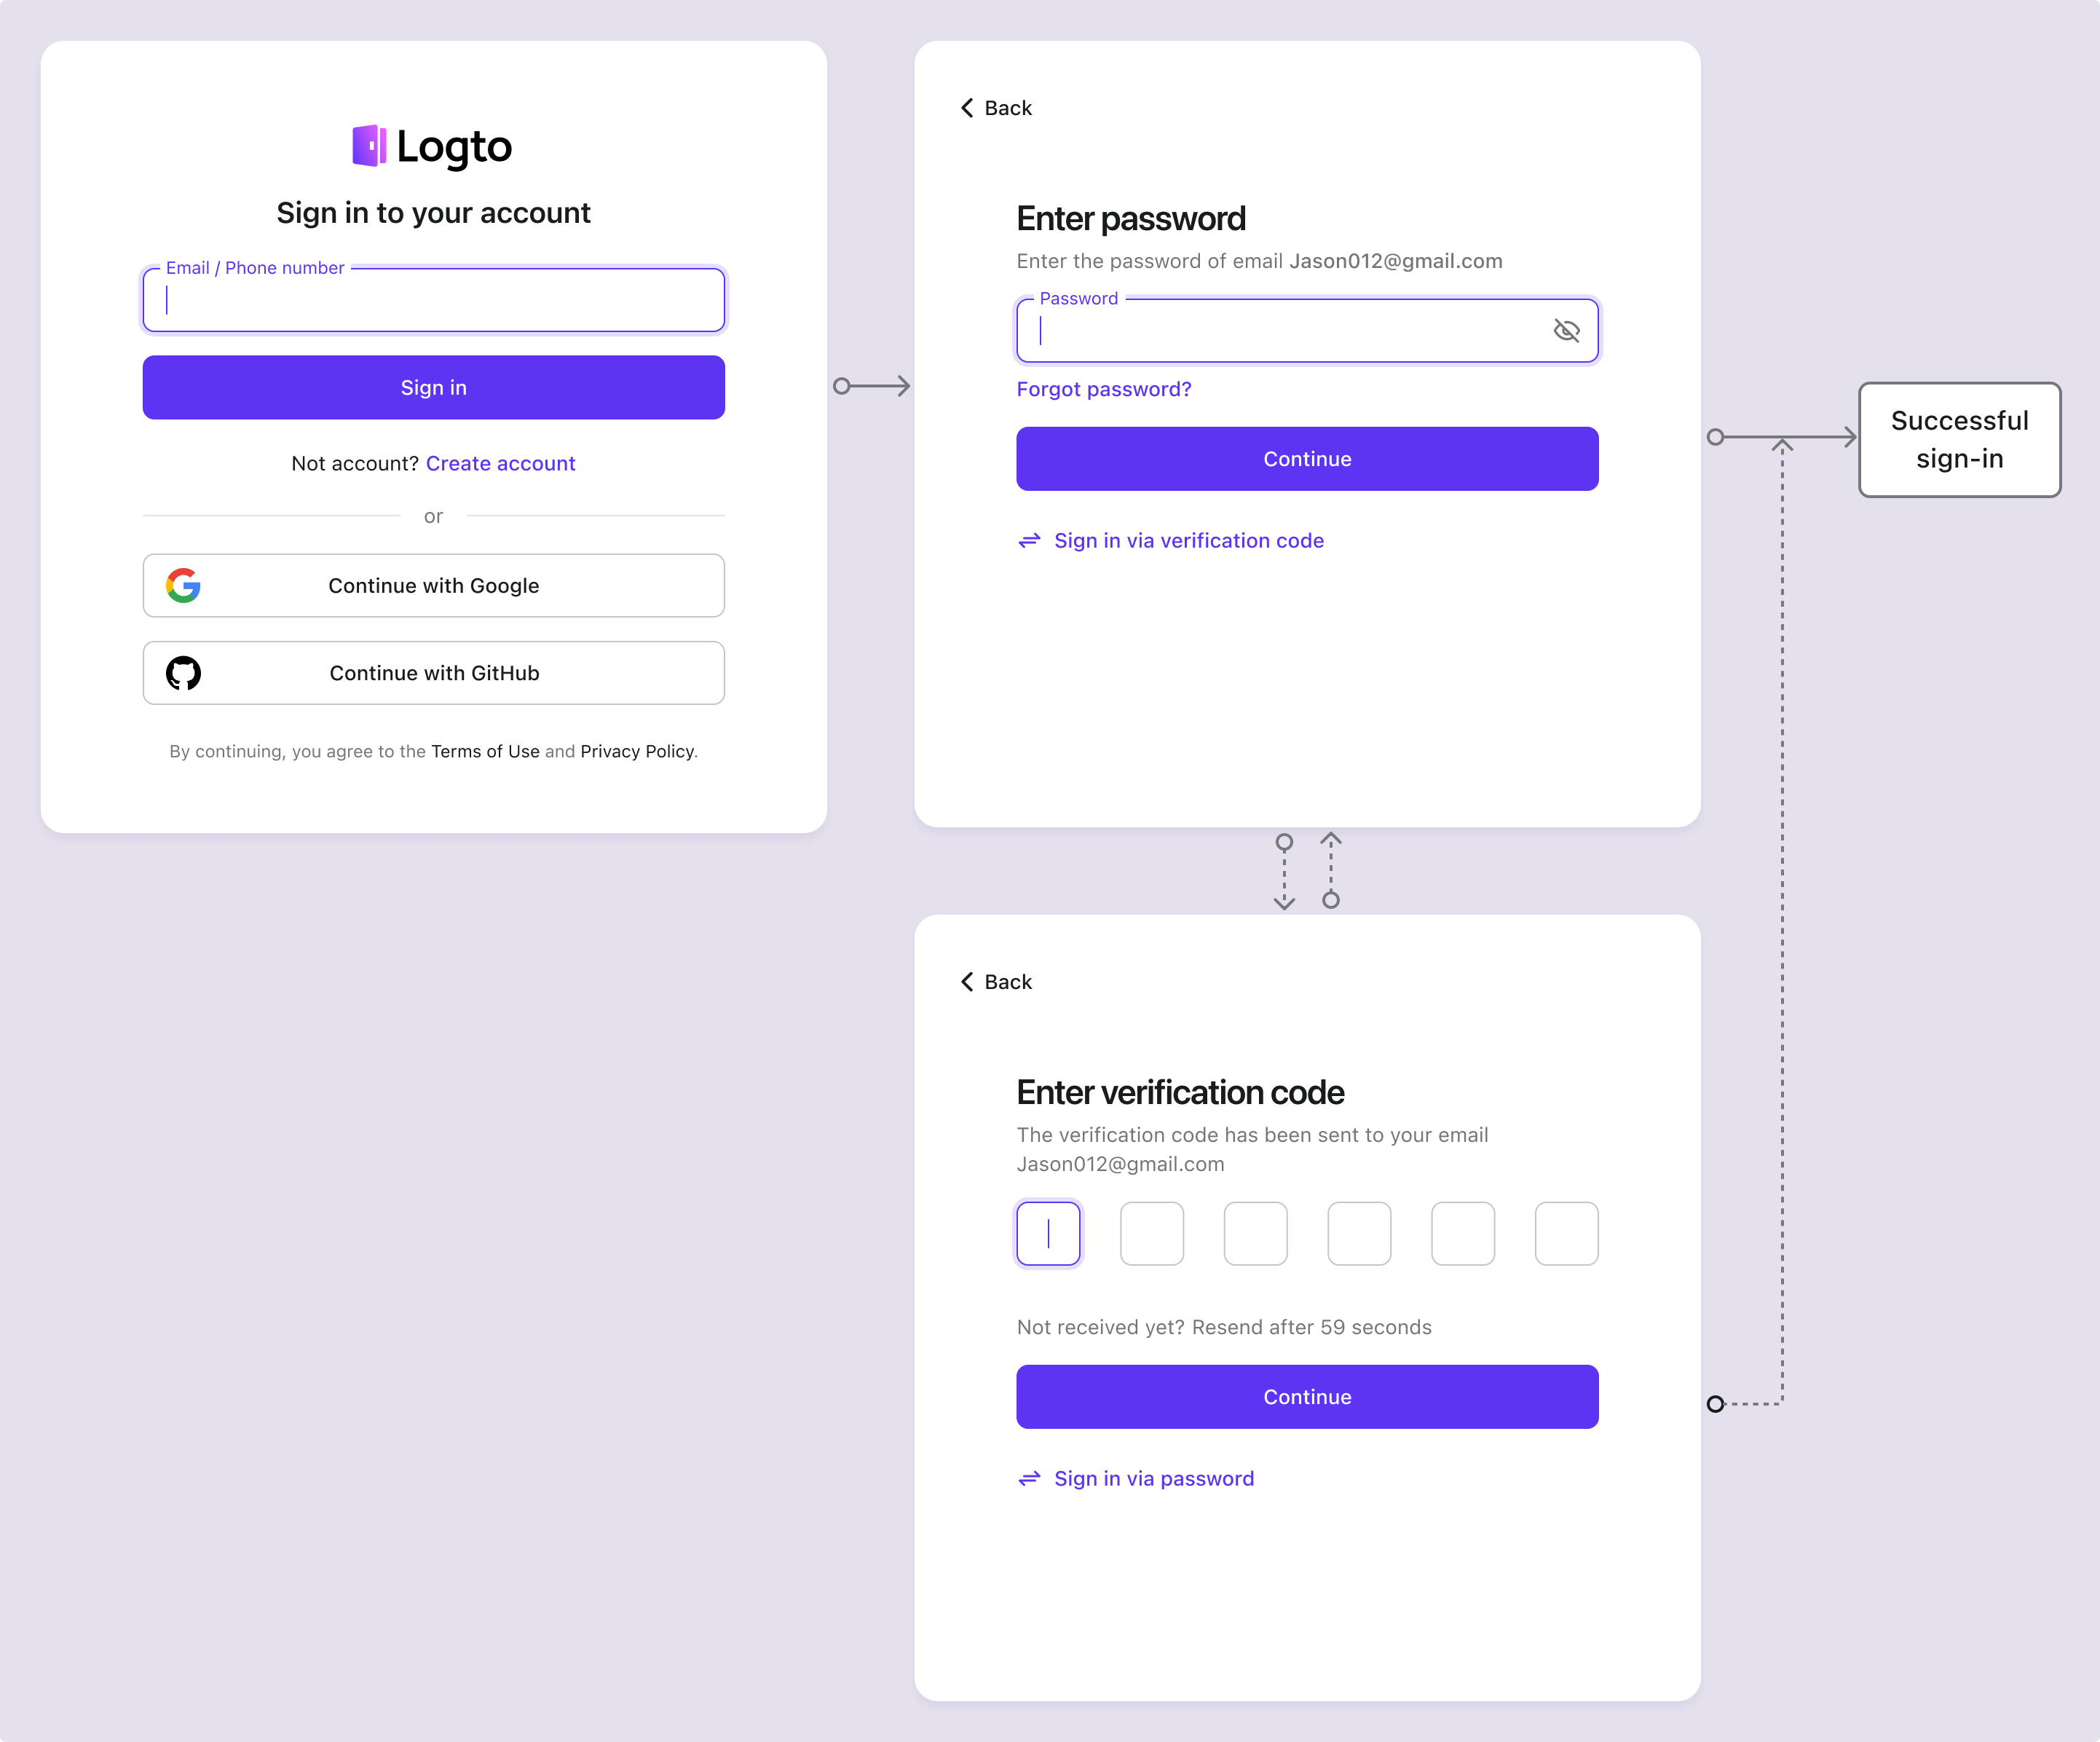 Logto
Sign in to your account
Email / Phone number
Sign in
Not account? Create account
or
Continue with Google
Continue with GitHub
By continuing, you agree to the Terms of Use and Privacy Policy.
Back
Enter password
Enter the password of email Jason012@gmail.com
Password
Forgot password?
Continue
Sign in via verification code
Successful
sign-in
Back
Enter verification code
The verification code has been sent to your email
Jason012@gmail.com
Not received yet? Resend after 59 seconds
Continue
Sign in via password